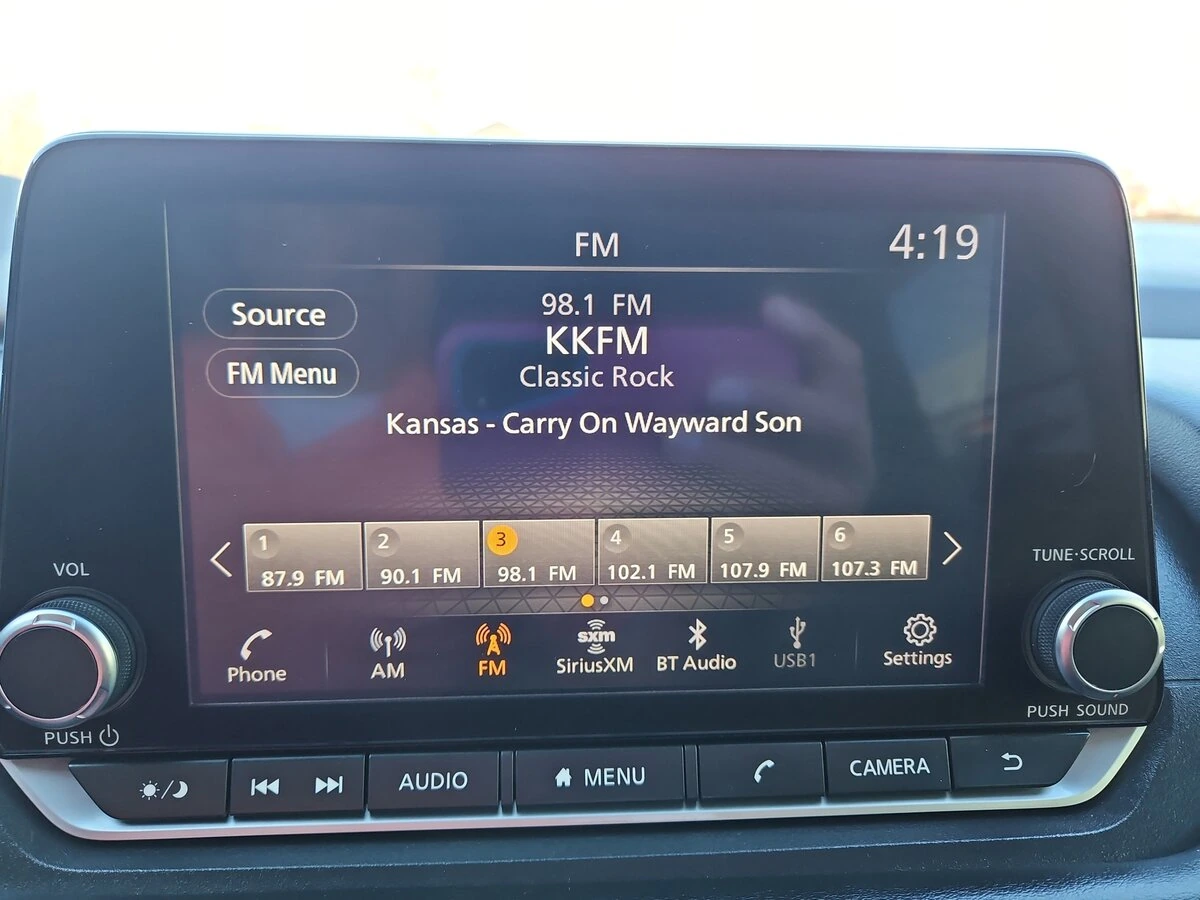 FM
4:19
Source
98.1 FM
KKFM
FM Menu
Classic Rock
Kansas - Carry On Wayward Son
1
2
3
4
5
6
87.9 FM
90.1 FM
98.1 FM
102.1 FM
107.9 FM
107.3 FM
VOL
TUNE·SCROLL
Phone
AM
FM
sxm
SiriusXM
BT Audio
USB1
Settings
PUSH
PUSH SOUND
AUDIO
MENU
CAMERA